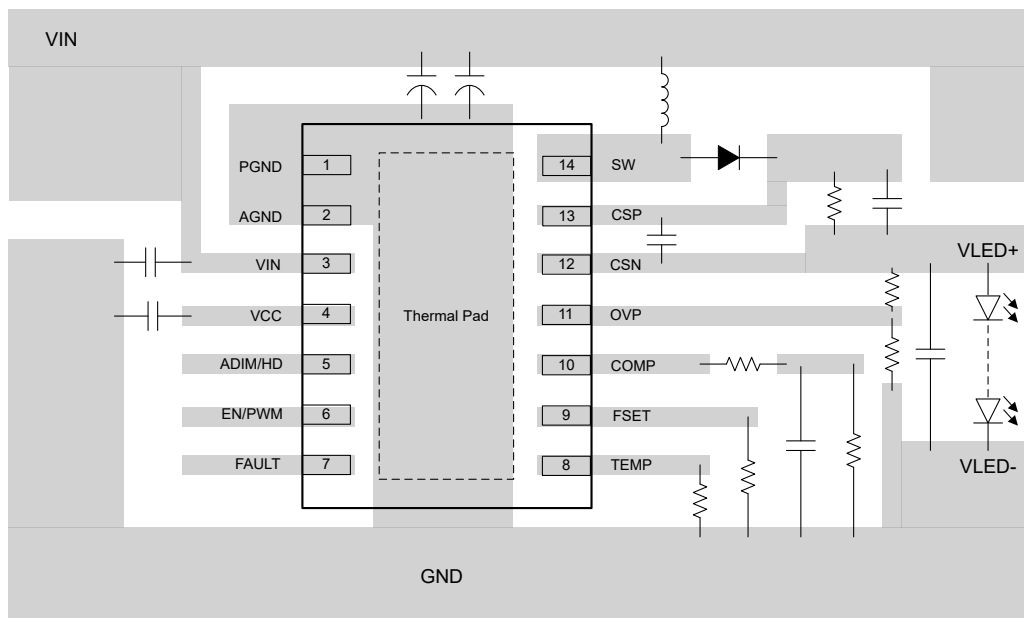 VIN
PGND 1
14 SW
AGND 2
13 CSP
VIN 3
12 CSN
VLED+
VCC 4
Thermal Pad
11 OVP
ADIM/HD 5
10 COMP
EN/PWM 6
9 FSET
FAULT 7
8 TEMP
VLED-
GND